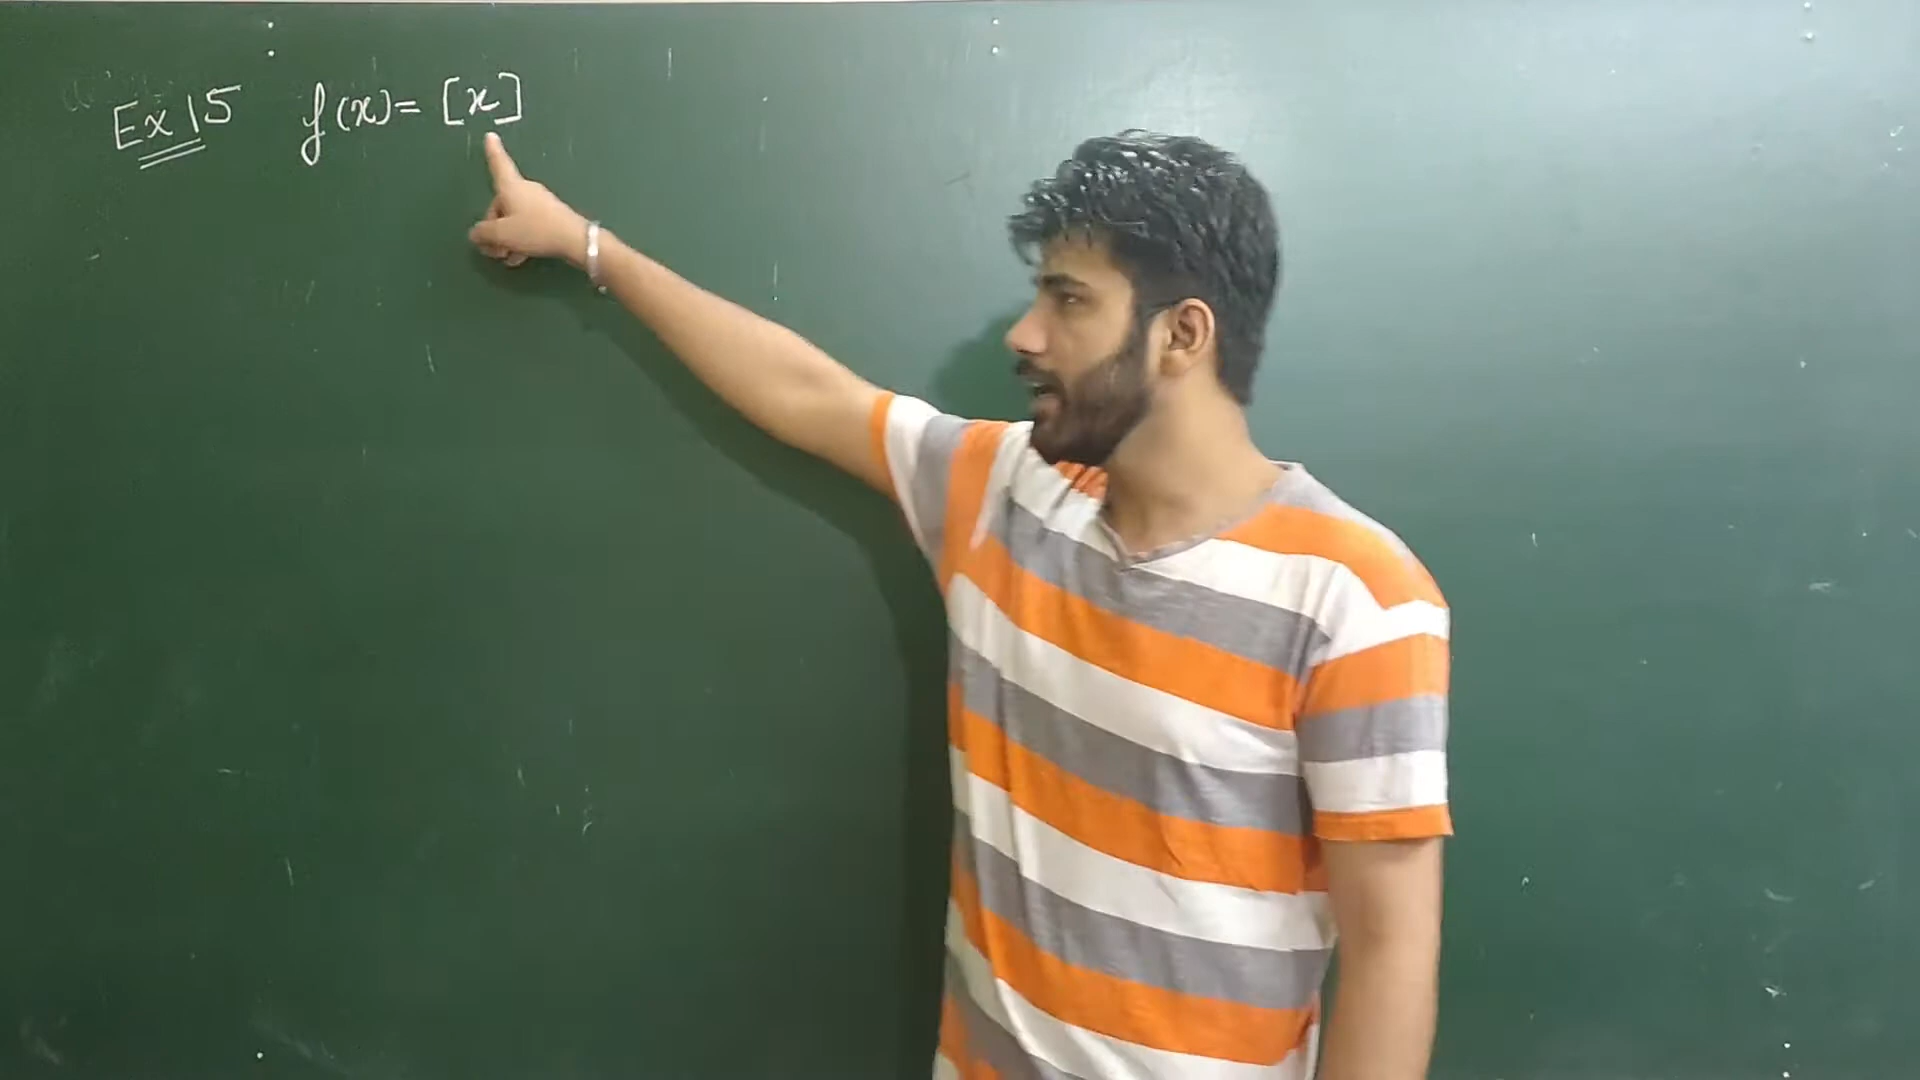 Ex 15 f(x) = [x]